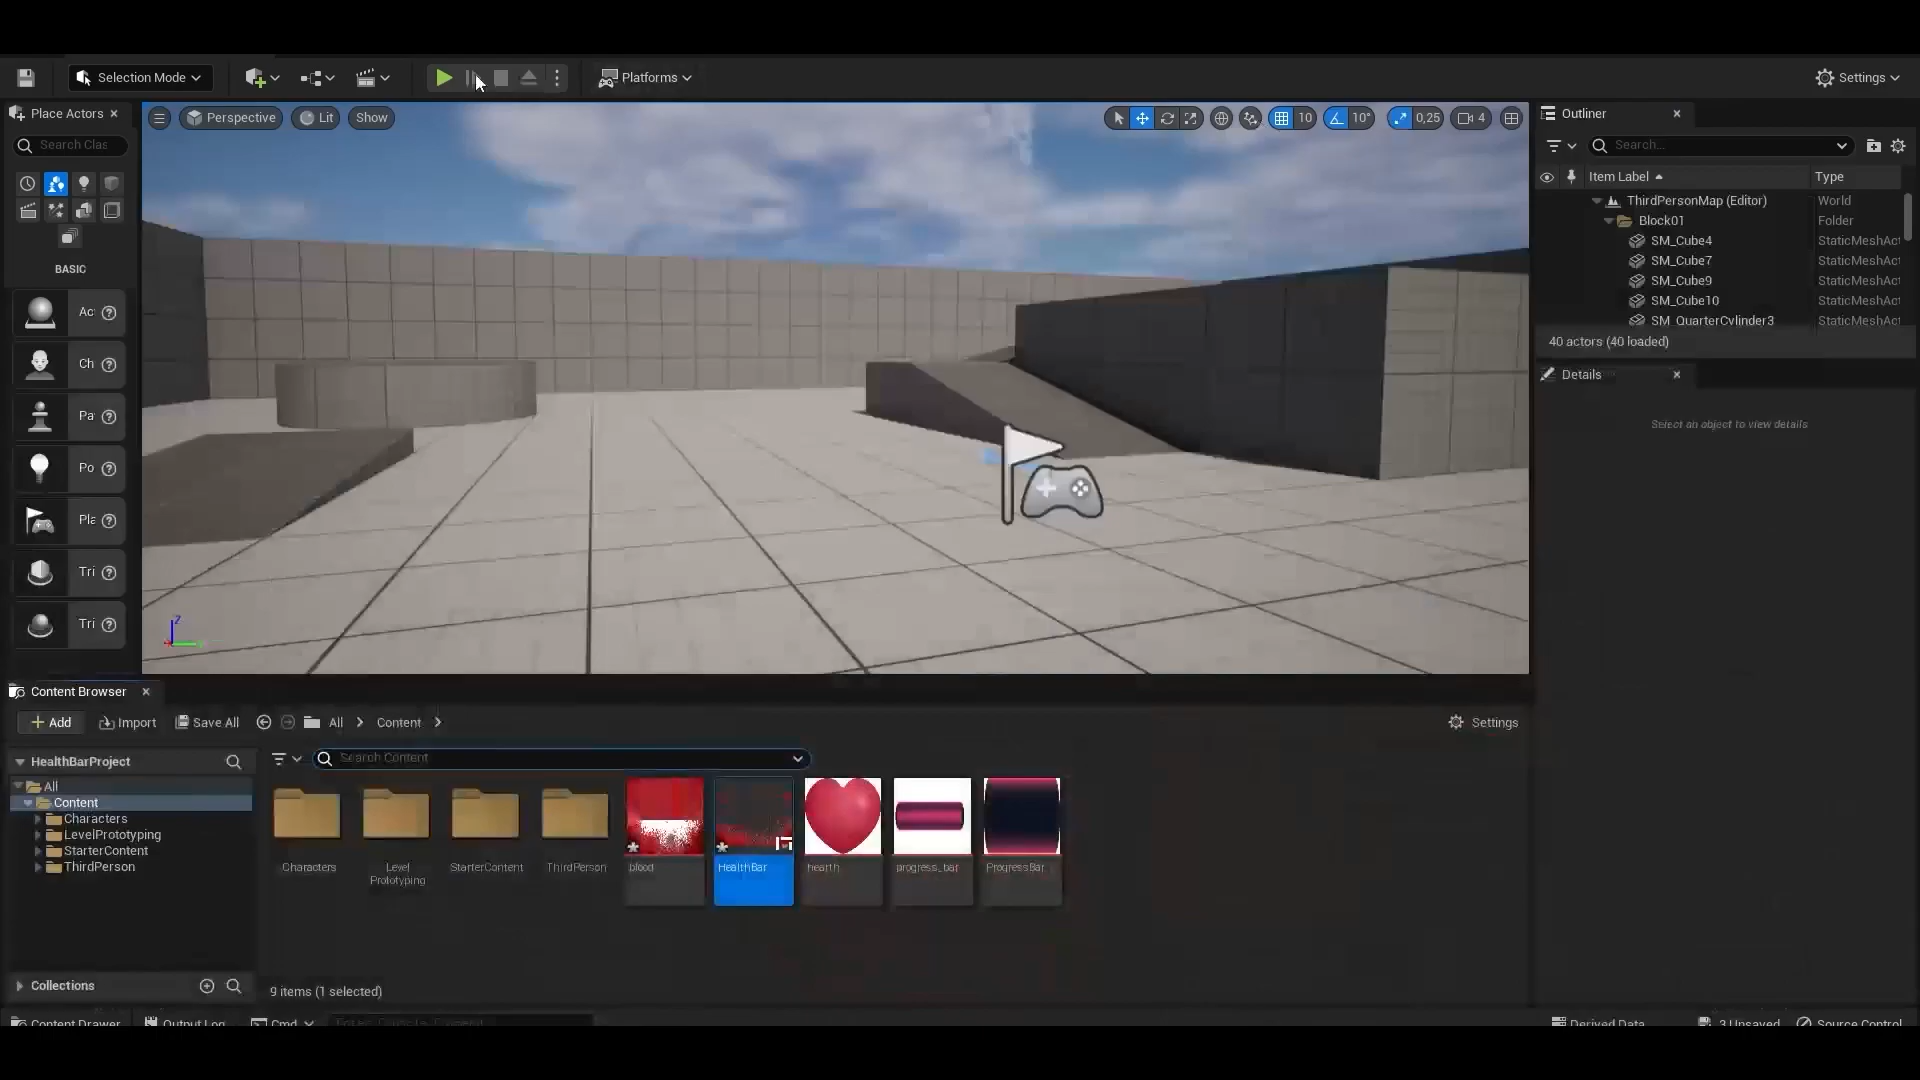 Selection Mode
Platforms
Settings
Place Actors
Search Clas
BASIC
Ac
Ch
Pa
Po
Pla
Tri
Tri
Perspective
Lit
Show
10
10°
0,25
4
Z
Outliner
Search...
Item Label
Type
ThirdPersonMap (Editor)
World
Block01
Folder
SM_Cube4
StaticMeshAct
SM_Cube7
StaticMeshAct
SM_Cube9
StaticMeshAct
SM_Cube10
StaticMeshAct
SM_QuarterCylinder3
StaticMeshAct
40 actors (40 loaded)
Details
Select an object to view details
Content Browser
Add
Import
Save All
All
Content
Settings
HealthBarProject
All
Content
Characters
LevelPrototyping
StarterContent
ThirdPerson
Collections
Search Content
Characters
Level
Prototyping
StarterContent
ThirdPerson
blood
HealthBar
hearth
progress_bar
ProgressBar
9 items (1 selected)
Content Drawer
Output Log
Cmd
Derived Data
3 Unsaved
Source Control